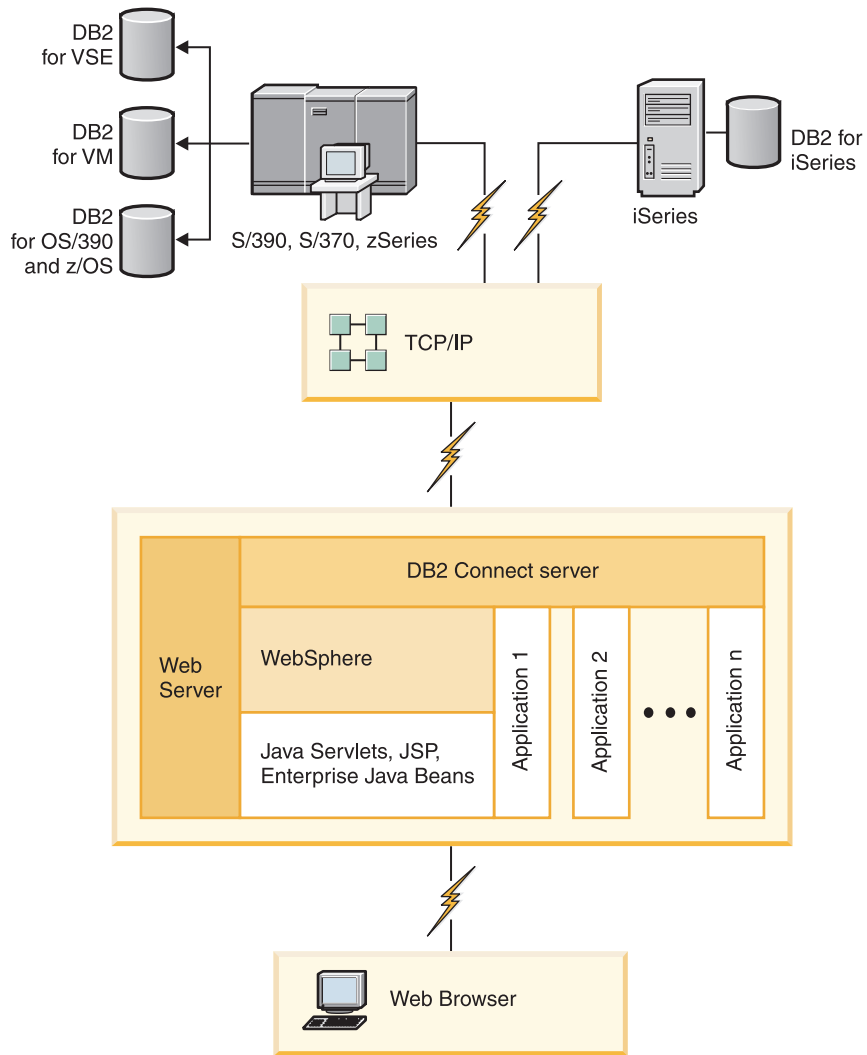 DB2
for VSE
DB2
for VM
DB2
for OS/390
and z/OS
S/390, S/370, zSeries
iSeries
DB2 for
iSeries
TCP/IP
DB2 Connect server
Web
Server
WebSphere
Java Servlets, JSP,
Enterprise Java Beans
Application 1
Application 2
Application n
Web Browser